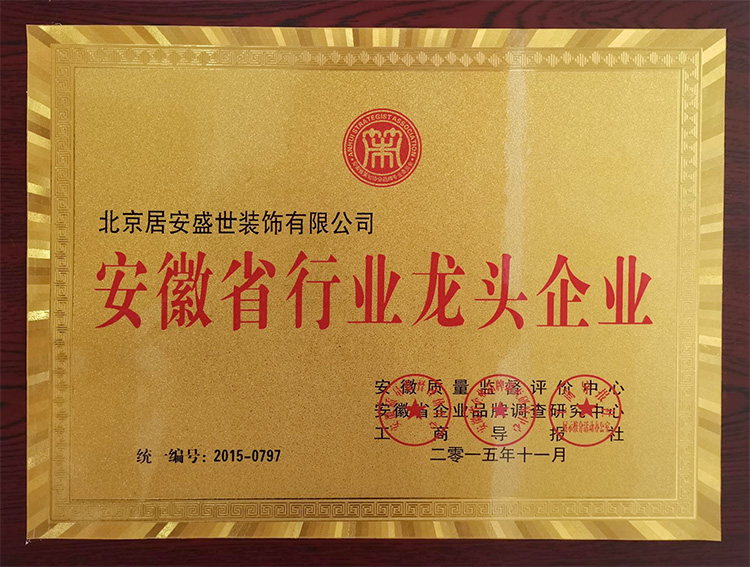 ANHUI STRATEGIST ASSOCIATION
北京居安盛世装饰有限公司
安徽省行业龙头企业
安徽质量监督评价中心
安徽省企业品牌调查研究中心
工商导报社
统一编号: 2015-0797
二零一五年十一月